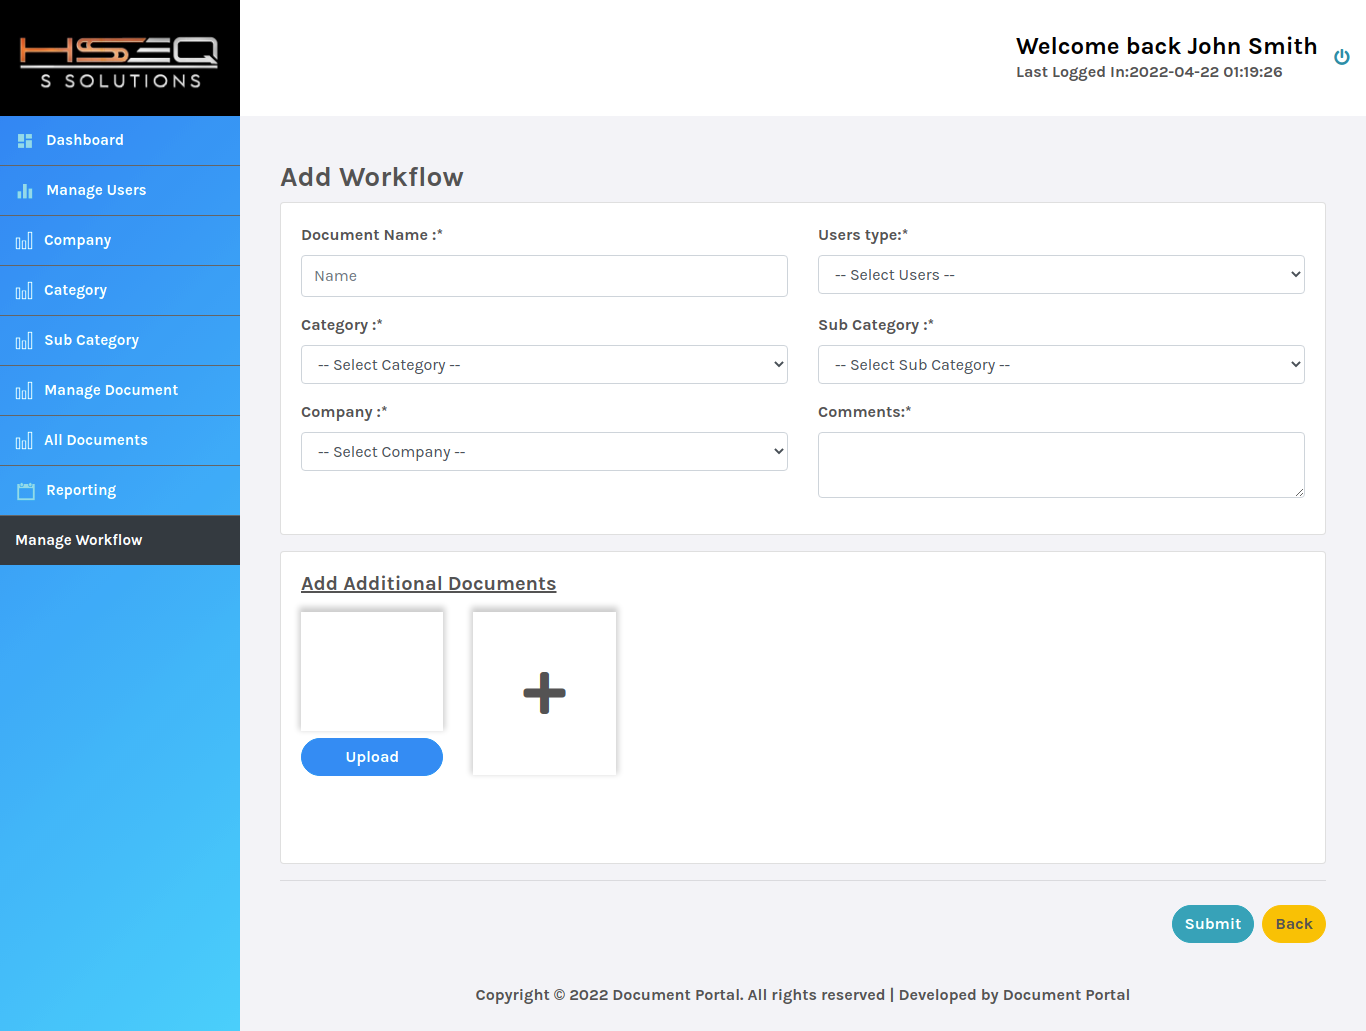 HSEQ
S SOLUTIONS
Welcome back John Smith
Last Logged In:2022-04-22 01:19:26
Dashboard
Manage Users
Company
Category
Sub Category
Manage Document
All Documents
Reporting
Manage Workflow
Add Workflow
Document Name :*
Users type:*
Name
-- Select Users --
Category :*
Sub Category :*
-- Select Category --
-- Select Sub Category --
Company :*
Comments:*
-- Select Company --
Add Additional Documents
Upload
Submit
Back
Copyright © 2022 Document Portal. All rights reserved | Developed by Document Portal